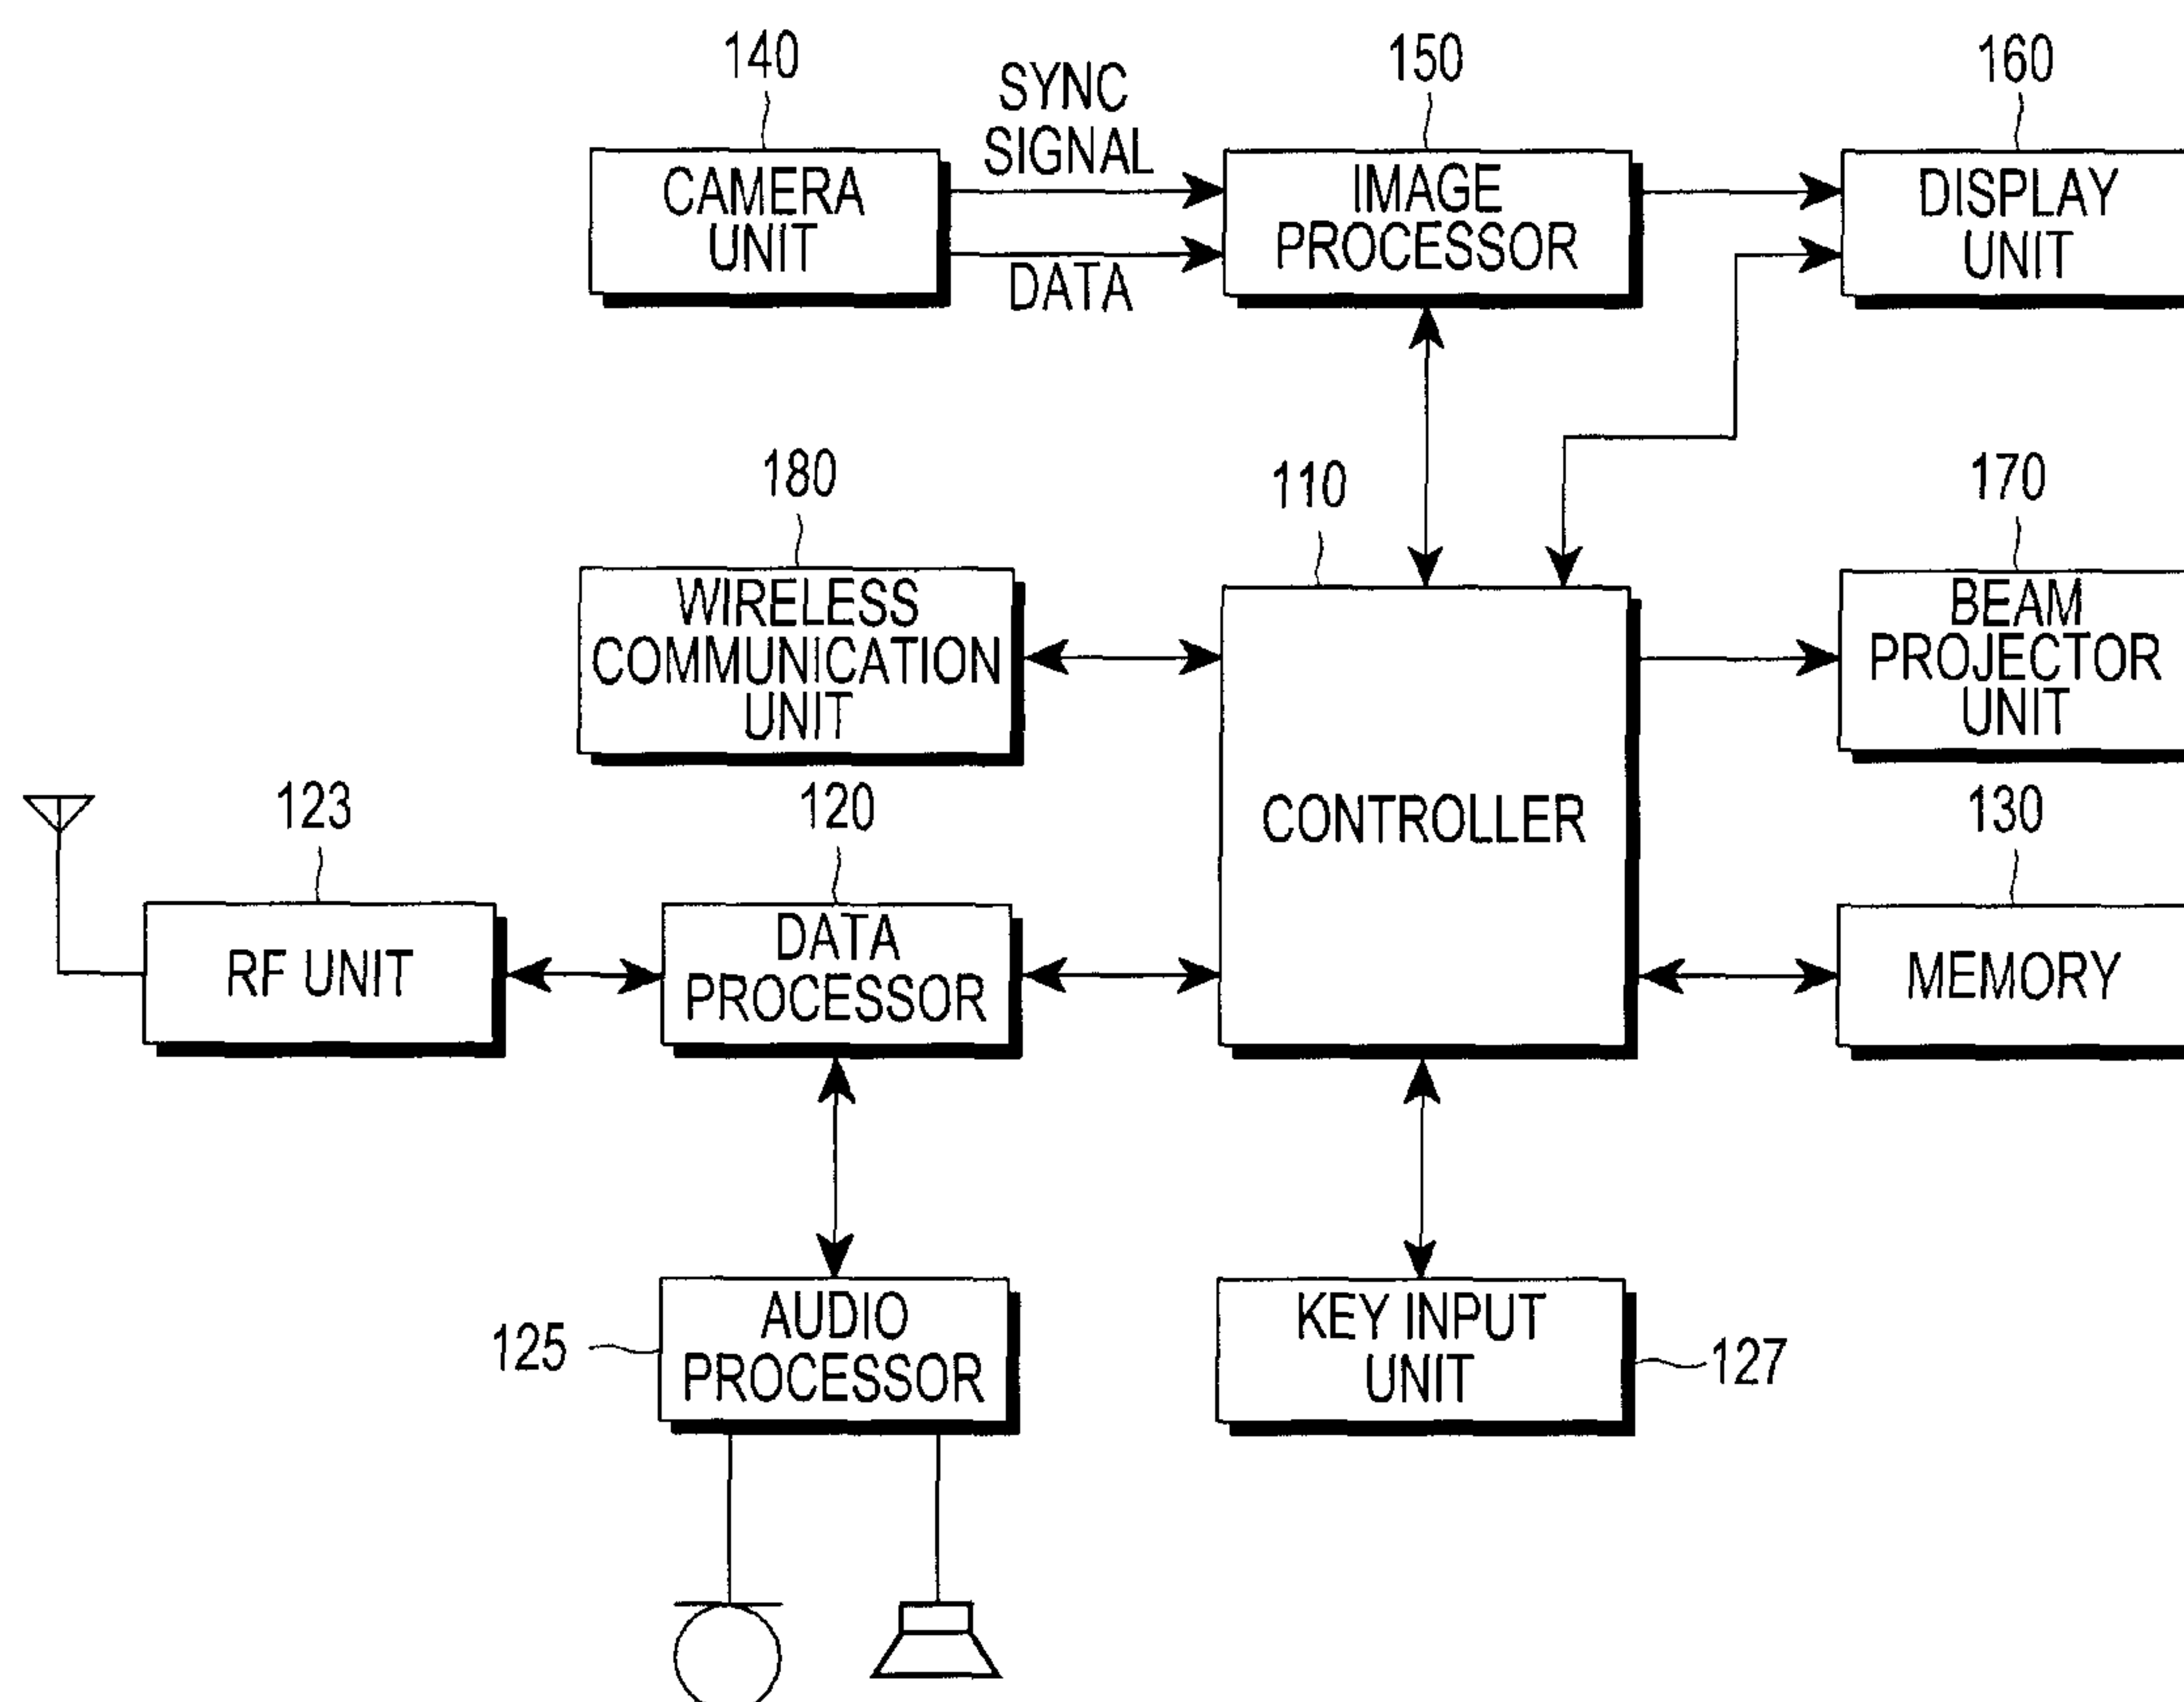 140
SYNC
SIGNAL
150
160
CAMERA
UNIT
DATA
IMAGE
PROCESSOR
DISPLAY
UNIT
180
110
170
WIRELESS
COMMUNICATION
UNIT
BEAM
PROJECTOR
UNIT
CONTROLLER
123
120
130
RF UNIT
DATA
PROCESSOR
MEMORY
125
AUDIO
PROCESSOR
KEY INPUT
UNIT
127